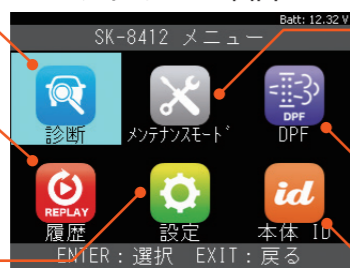 Batt: 12.32 V
SK-8412 メニュー
DPF
診断 メンテナンスモード DPF
REPLAY id
履歴 設定 本体 ID
ENTER：選択 EXIT：戻る